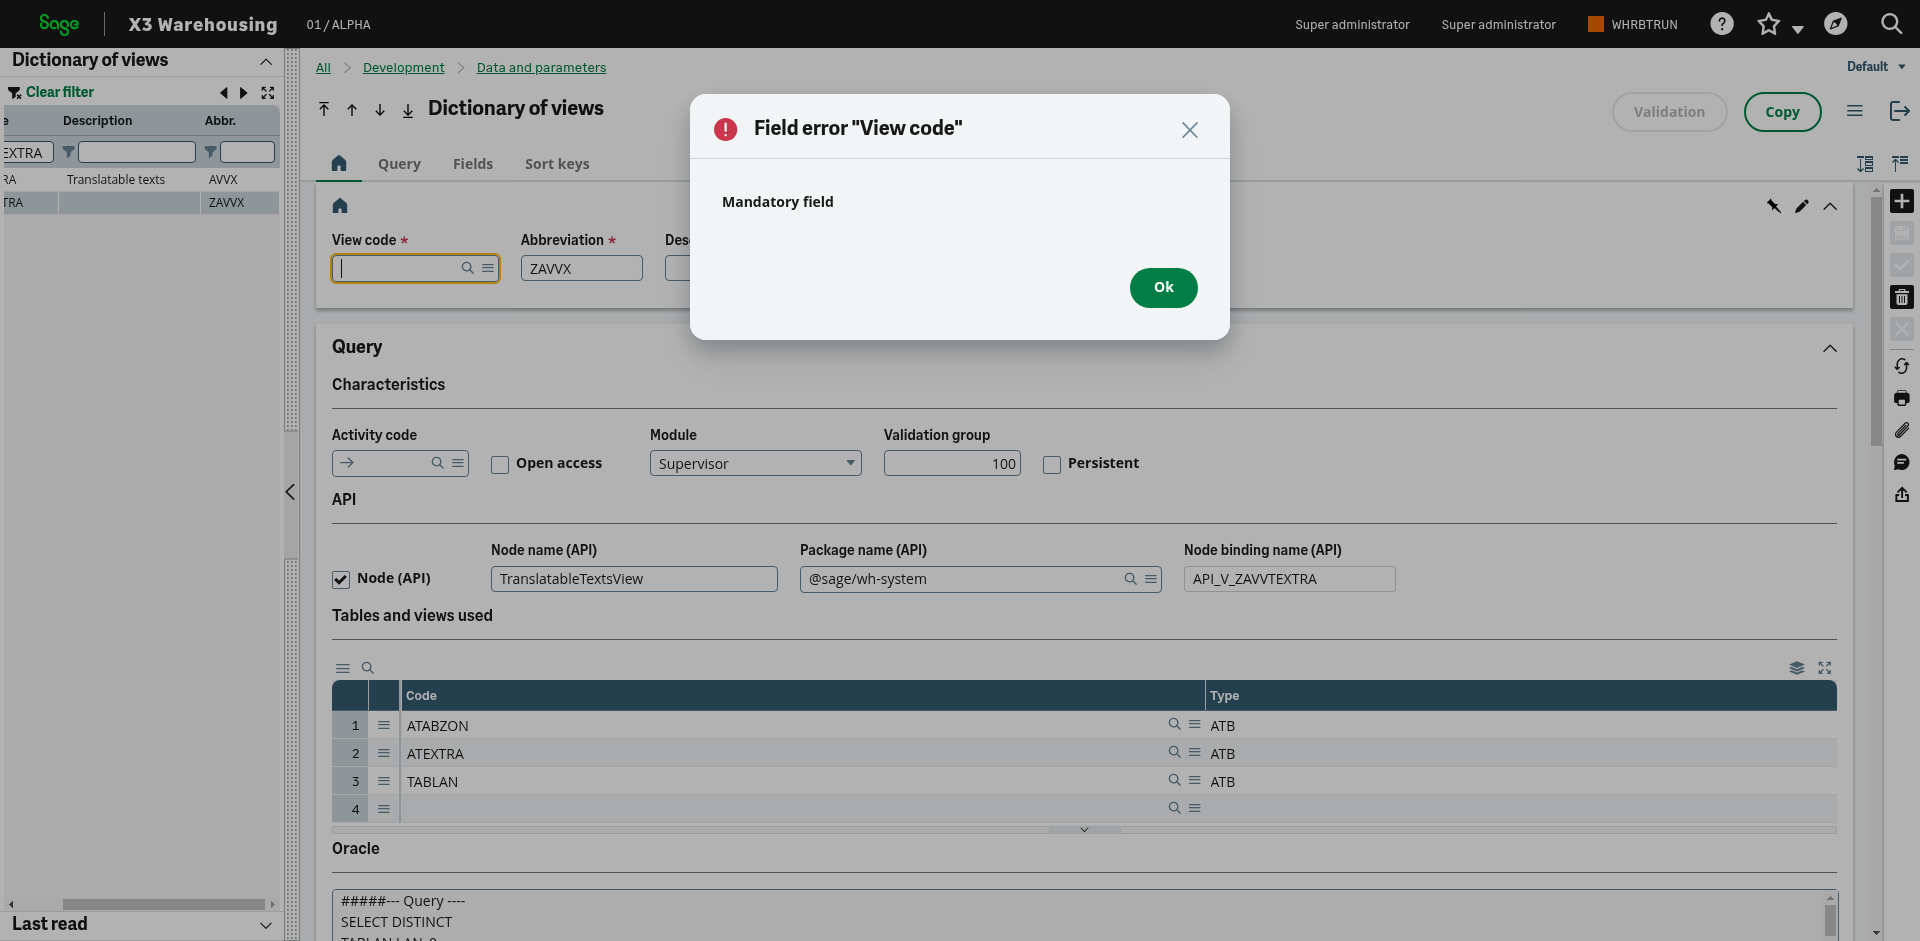 Sage X3 Warehousing 01/ALPHA Super administrator Super administrator WHRBTRUN
Dictionary of views
Clear filter
Description Abbr.
EXTRA
RA Translatable texts AVVX
TRA ZAVVX
Last read
All Development Data and parameters Default
Dictionary of views Validation Copy
Query Fields Sort keys
View code * Abbreviation * Des
ZAVVX
Field error "View code"
Mandatory field
Ok
Query
Characteristics
Activity code Module Validation group
Open access Supervisor 100 Persistent
API
Node name (API) Package name (API) Node binding name (API)
Node (API) TranslatableTextsView @sage/wh-system API_V_ZAVVTEXTRA
Tables and views used
Code Type
1 ATABZON ATB
2 ATEXTRA ATB
3 TABLAN ATB
4
Oracle
#####--- Query ----
SELECT DISTINCT